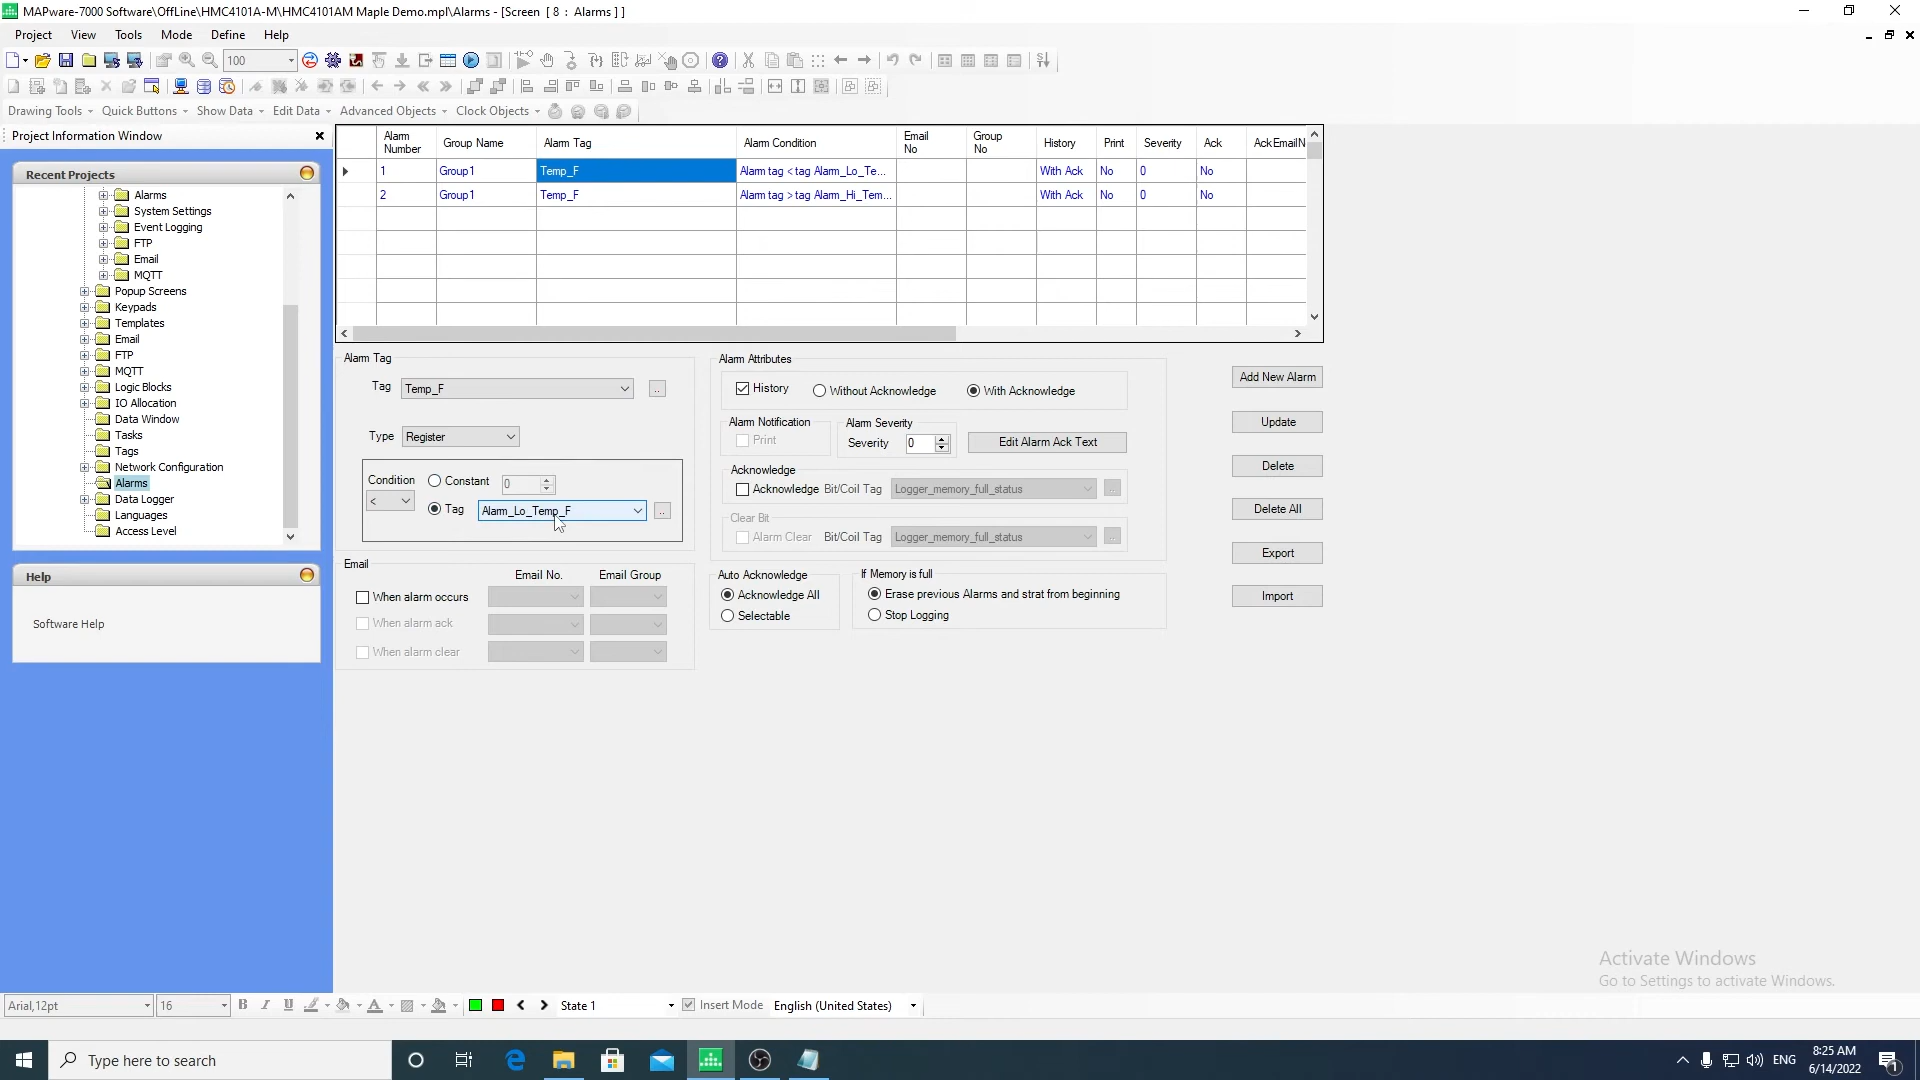 MAPware-7000 Software\OffLine\HMC4101A-M\HMC4101AM Maple Demo.mpl\Alarms - [Screen [ 8 : Alarms ] ]
Project View Tools Mode Define Help
100
Drawing Tools Quick Buttons Show Data Edit Data Advanced Objects Clock Objects
Project Information Window
Recent Projects
Alarms
System Settings
Event Logging
FTP
Email
MQTT
Popup Screens
Keypads
Templates
Email
FTP
MQTT
Logic Blocks
IO Allocation
Data Window
Tasks
Tags
Network Configuration
Alarms
Data Logger
Languages
Access Level
Help
Software Help
Alarm Number Group Name Alarm Tag Alarm Condition Email No Group No History Print Severity Ack AckEmailN
1 Group1 Temp_F Alarm tag < tag Alarm_Lo_Te... With Ack No 0 No
2 Group1 Temp_F Alarm tag > tag Alarm_Hi_Tem... With Ack No 0 No
Alarm Tag
Tag Temp_F ..
Type Register
Condition Constant 0
< Tag Alarm_Lo_Temp_F ..
Email
Email No. Email Group
When alarm occurs
When alarm ack
When alarm clear
Alarm Attributes
History Without Acknowledge With Acknowledge
Alarm Notification Alarm Severity
Print Severity 0 Edit Alarm Ack Text
Acknowledge
Acknowledge Bit/Coil Tag Logger_memory_full_status
Clear Bit
Alarm Clear Bit/Coil Tag Logger_memory_full_status
Auto Acknowledge
Acknowledge All
Selectable
If Memory is full
Erase previous Alarms and strat from beginning
Stop Logging
Add New Alarm
Update
Delete
Delete All
Export
Import
Activate Windows
Go to Settings to activate Windows.
Arial,12pt 16 B I U A State 1 Insert Mode English (United States)
Type here to search
ENG
8:25 AM
6/14/2022
1